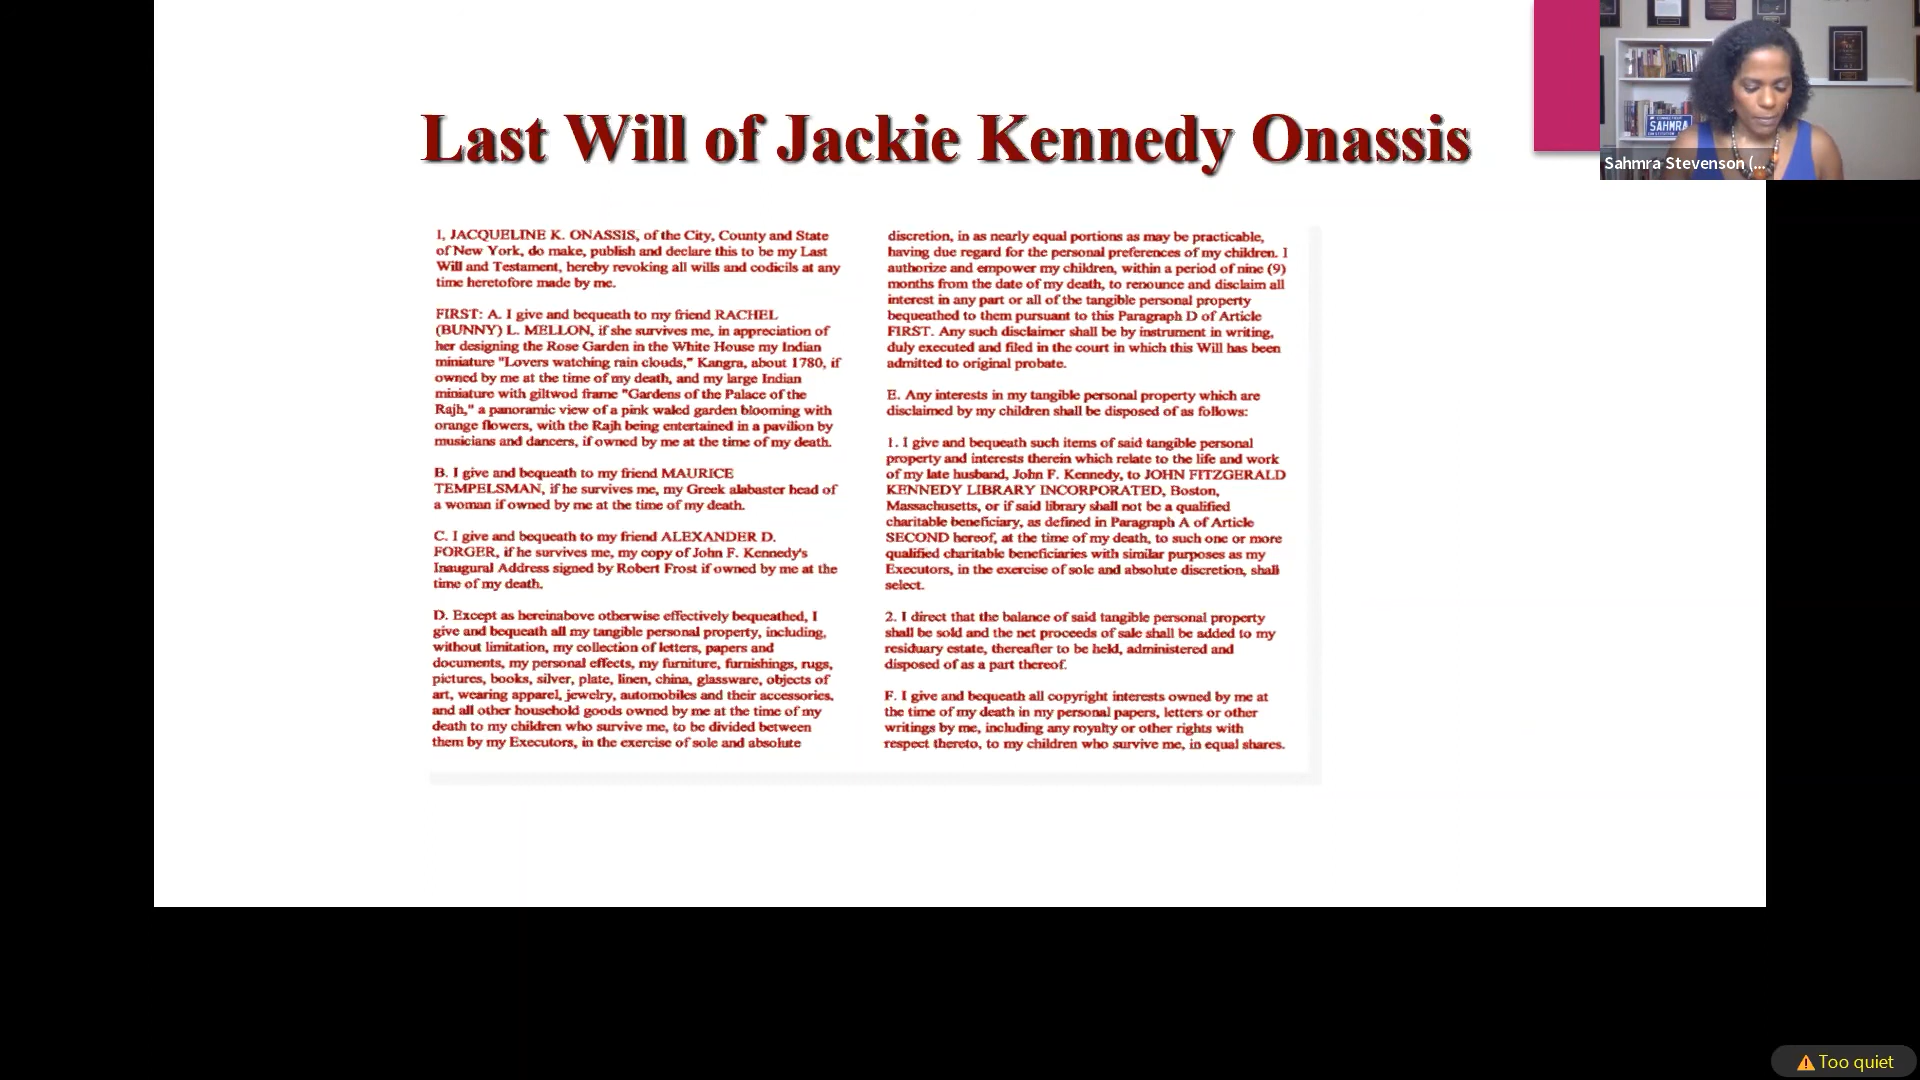 Last Will of Jackie Kennedy Onassis
I, JACQUELINE K. ONASSIS, of the City, County and State
of New York, do make, publish and declare this to be my Last
Will and Testament, hereby revoking all wills and codicils at any
time heretofore made by me.
FIRST: A. I give and bequeath to my friend RACHEL
(BUNNY) L. MELLON, if she survives me, in appreciation of
her designing the Rose Garden in the White House my Indian
miniature "Lovers watching rain clouds," Kangra, about 1780, if
owned by me at the time of my death, and my large Indian
miniature with giltwod frame "Gardens of the Palace of the
Rajh," a panoramic view of a pink waled garden blooming with
orange flowers, with the Rajh being entertained in a pavilion by
musicians and dancers, if owned by me at the time of my death.
B. I give and bequeath to my friend MAURICE
TEMPELSMAN, if he survives me, my Greek alabaster head of
a woman if owned by me at the time of my death.
C. I give and bequeath to my friend ALEXANDER D.
FORGER, if he survives me, my copy of John F. Kennedy's
Inaugural Address signed by Robert Frost if owned by me at the
time of my death.
D. Except as hereinabove otherwise effectively bequeathed, I
give and bequeath all my tangible personal property, including,
without limitation, my collection of letters, papers and
documents, my personal effects, my furniture, furnishings, rugs,
pictures, books, silver, plate, linen, china, glassware, objects of
art, wearing apparel, jewelry, automobiles and their accessories,
and all other household goods owned by me at the time of my
death to my children who survive me, to be divided between
them by my Executors, in the exercise of sole and absolute
discretion, in as nearly equal portions as may be practicable,
having due regard for the personal preferences of my children. I
authorize and empower my children, within a period of nine (9)
months from the date of my death, to renounce and disclaim all
interest in any part or all of the tangible personal property
bequeathed to them pursuant to this Paragraph D of Article
FIRST. Any such disclaimer shall be by instrument in writing,
duly executed and filed in the court in which this Will has been
admitted to original probate.
E. Any interests in my tangible personal property which are
disclaimed by my children shall be disposed of as follows:
1. I give and bequeath such items of said tangible personal
property and interests therein which relate to the life and work
of my late husband, John F. Kennedy, to JOHN FITZGERALD
KENNEDY LIBRARY INCORPORATED, Boston,
Massachusetts, or if said library shall not be a qualified
charitable beneficiary, as defined in Paragraph A of Article
SECOND hereof, at the time of my death, to such one or more
qualified charitable beneficiaries with similar purposes as my
Executors, in the exercise of sole and absolute discretion, shall
select.
2. I direct that the balance of said tangible personal property
shall be sold and the net proceeds of sale shall be added to my
residuary estate, thereafter to be held, administered and
disposed of as a part thereof.
F. I give and bequeath all copyright interests owned by me at
the time of my death in my personal papers, letters or other
writings by me, including any royalty or other rights with
respect thereto, to my children who survive me, in equal shares.
SAHMRA
Sahmra Stevenson (...
Too quiet